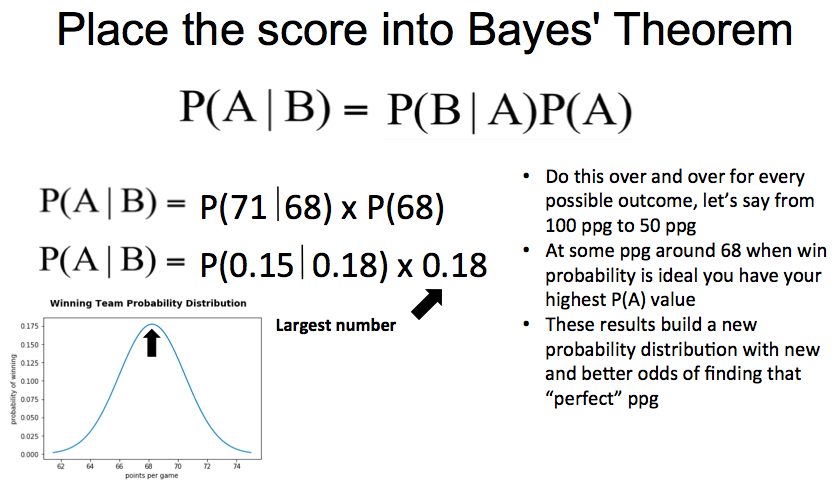 Place the score into Bayes' Theorem
P(A | B) = P(B | A)P(A)
P(A | B) = P(71|68) x P(68)
P(A | B) = P(0.15|0.18) x 0.18
Largest number
Winning Team Probability Distribution
probability of winning
0.175
0.150
0.125
0.100
0.075
0.050
0.025
0.000
62 64 66 68 70 72 74
points per game
• Do this over and over for every
possible outcome, let’s say from
100 ppg to 50 ppg
• At some ppg around 68 when win
probability is ideal you have your
highest P(A) value
• These results build a new
probability distribution with new
and better odds of finding that
“perfect” ppg